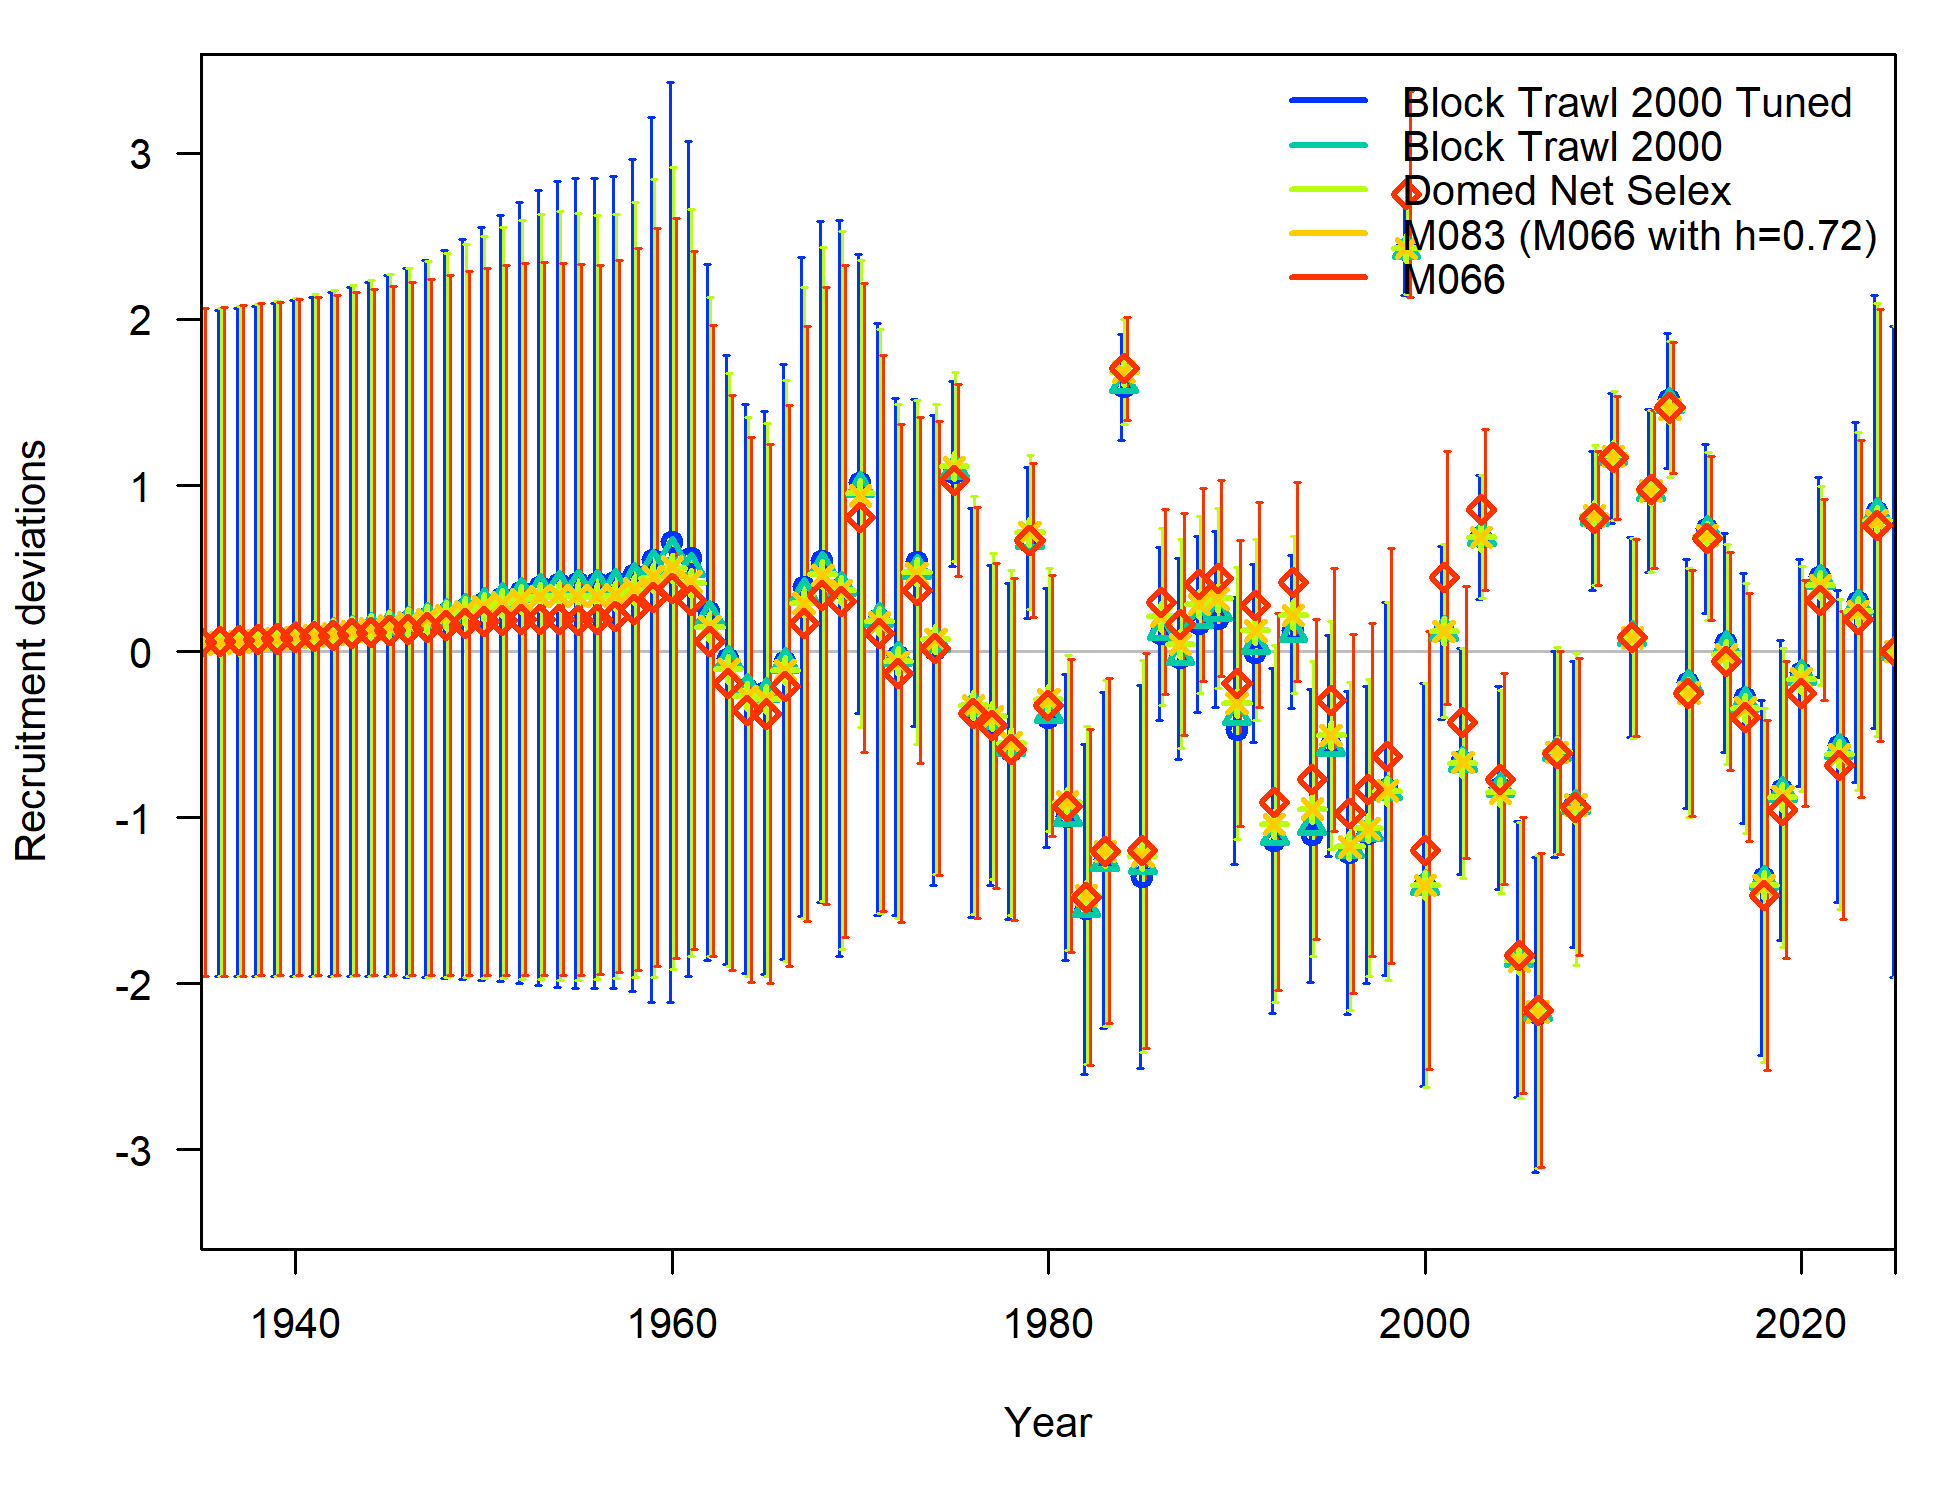 Block Trawl 2000 Tuned
Block Trawl 2000
Domed Net Selex
M083 (M066 with h=0.72)
M066
3
2
1
0
-1
-2
-3
Recruitment deviations
1940 1960 1980 2000 2020
Year